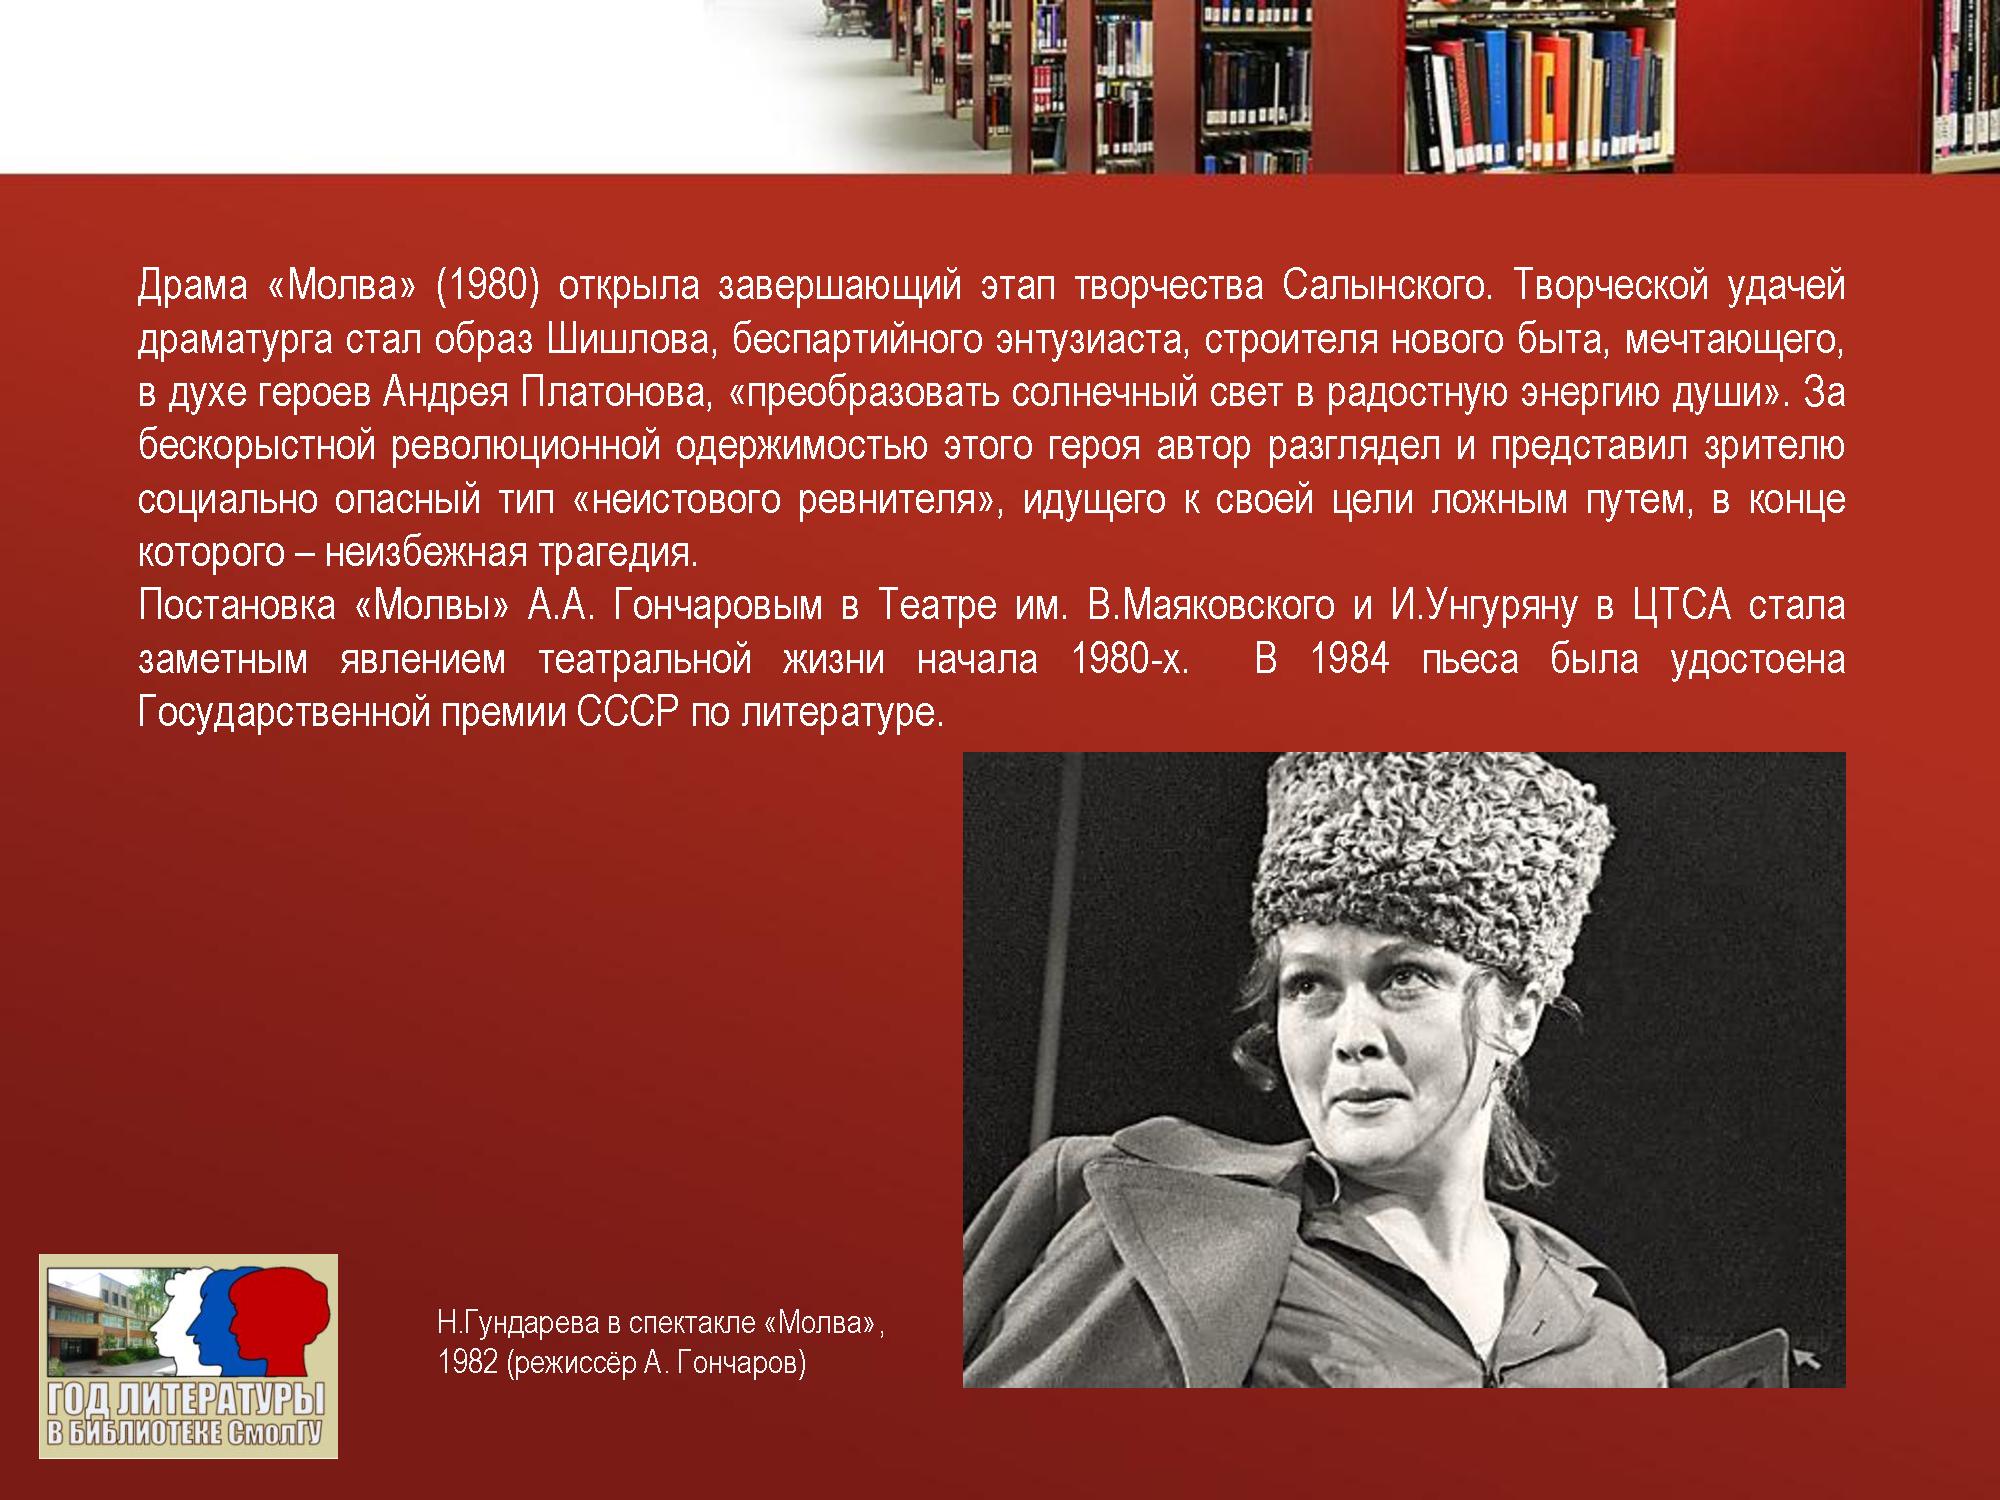 Драма «Молва» (1980) открыла завершающий этап творчества Салынского. Творческой удачей
драматурга стал образ Шишлова, беспартийного энтузиаста, строителя нового быта, мечтающего,
в духе героев Андрея Платонова, «преобразовать солнечный свет в радостную энергию души». За
бескорыстной революционной одержимостью этого героя автор разглядел и представил зрителю
социально опасный тип «неистового ревнителя», идущего к своей цели ложным путем, в конце
которого – неизбежная трагедия.
Постановка «Молвы» А.А. Гончаровым в Театре им. В.Маяковского и И.Унгуряну в ЦТСА стала
заметным явлением театральной жизни начала 1980-х. В 1984 пьеса была удостоена
Государственной премии СССР по литературе.
Н.Гундарева в спектакле «Молва»,
1982 (режиссёр А. Гончаров)
ГОД ЛИТЕРАТУРЫ
В БИБЛИОТЕКЕ СмолГУ